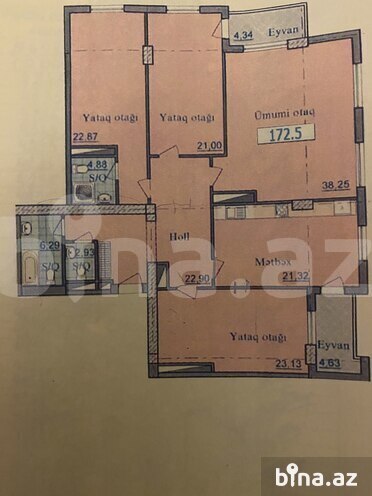 4.34 Eyvan
Yataq otağı
22.87
Yataq otağı
21.00
Ümumi otaq
172.5
38.25
4.88
S/Q
6.29
S/Q
2.93
S/Q
Holl
22.90
Mətbəx
21.32
Yataq otağı
23.13
Eyvan
4.63
bina.az
bina.az